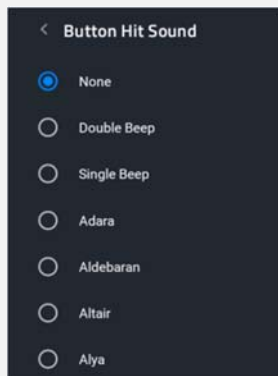 Button Hit Sound
None
Double Beep
Single Beep
Adara
Aldebaran
Altair
Alya